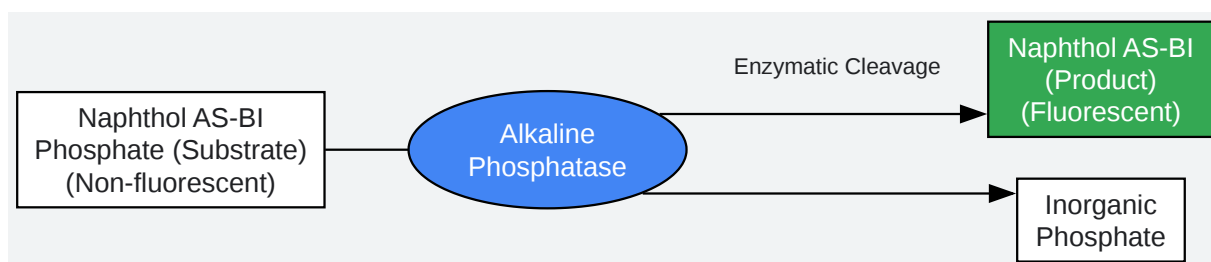 Naphthol AS-BI
Phosphate (Substrate)
(Non-fluorescent)
Alkaline
Phosphatase
Enzymatic Cleavage
Naphthol AS-BI
(Product)
(Fluorescent)
Inorganic
Phosphate